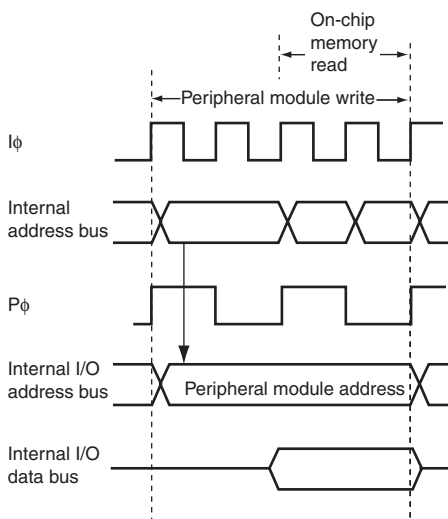 On-chip
memory
read
Peripheral module write
Iϕ
Internal
address bus
Pϕ
Internal I/O
address bus
Peripheral module address
Internal I/O
data bus